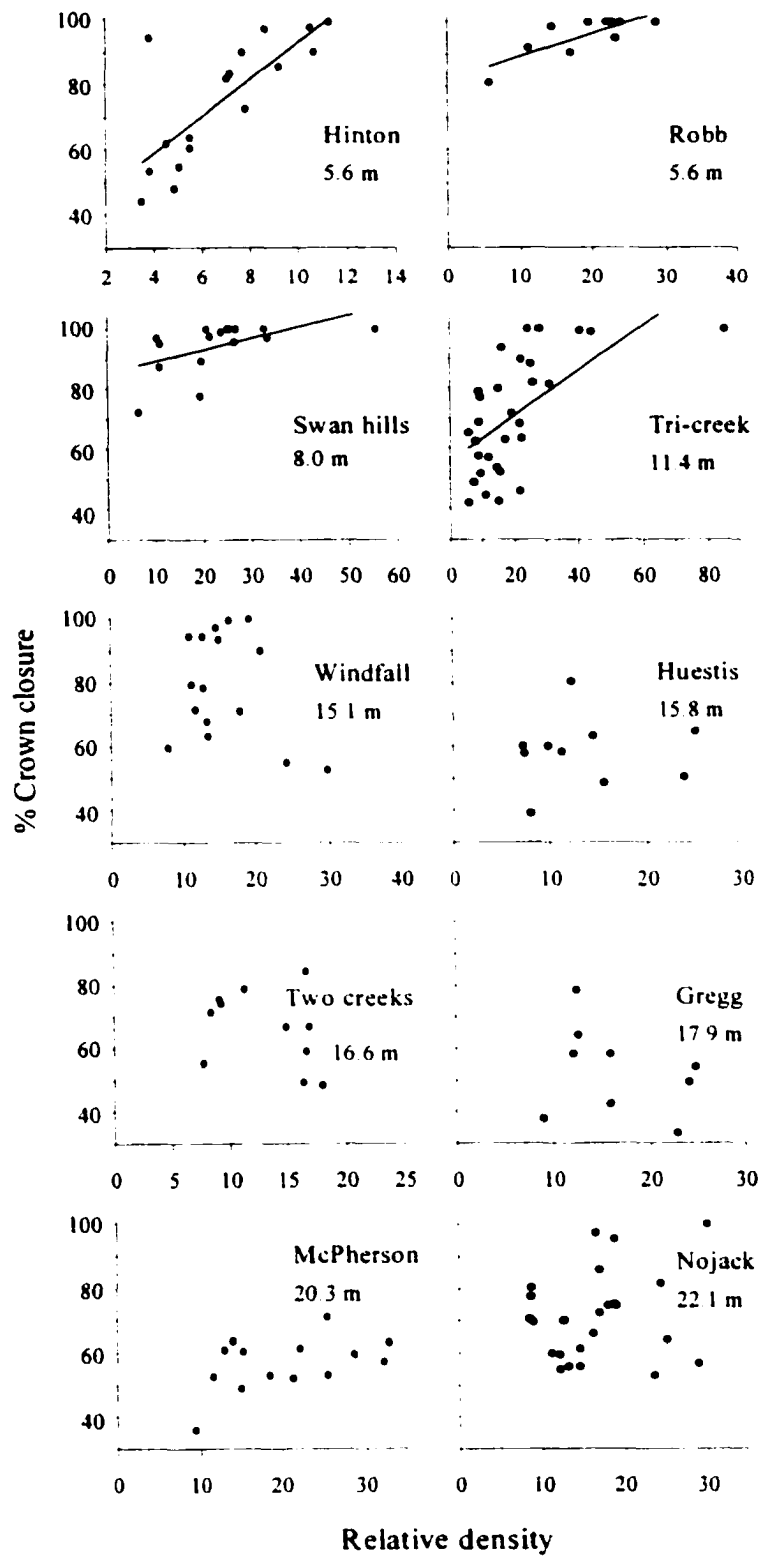 100
80
60
40
Hinton
5.6 m
2 4 6 8 10 12 14
Robb
5.6 m
0 10 20 30 40
100
80
60
40
Swan hills
8.0 m
0 10 20 30 40 50 60
Tri-creek
11.4 m
0 20 40 60 80
100
80
60
40
Windfall
15.1 m
0 10 20 30 40
Huestis
15.8 m
0 10 20 30
% Crown closure
100
80
60
40
Two creeks
16.6 m
0 5 10 15 20 25
Gregg
17.9 m
0 10 20 30
100
80
60
40
McPherson
20.3 m
0 10 20 30
Nojack
22.1 m
0 10 20 30
Relative density